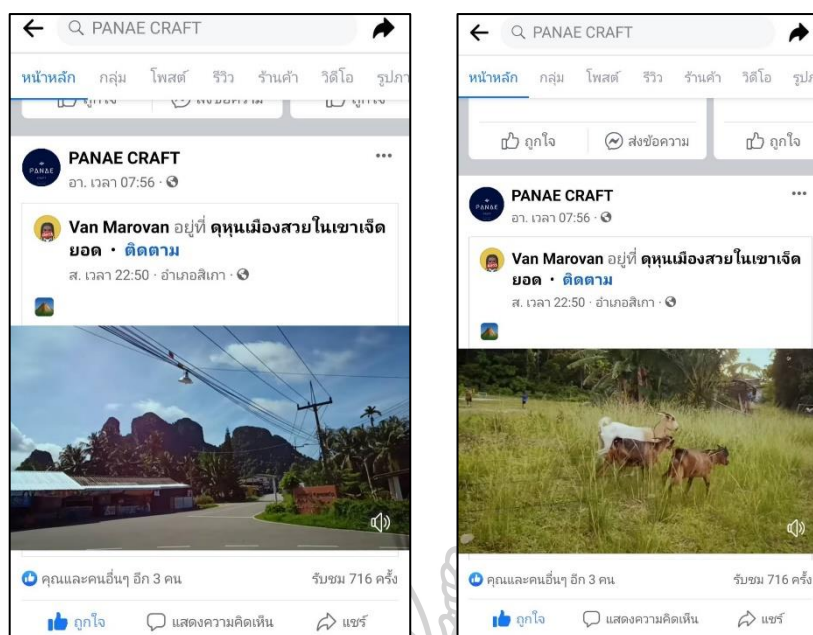 PANAE CRAFT
หน้าหลัก กลุ่ม โพสต์ รีวิว ร้านค้า วิดีโอ รูปภา
PANAE CRAFT
อา. เวลา 07:56
Van Marovan อยู่ที่ ดุหุนเมืองสวยในเขาเจ็ด
ยอด · ติดตาม
ส. เวลา 22:50 · อำเภอสิเกา ·
คุณและคนอื่นๆ อีก 3 คน รับชม 716 ครั้ง
ถูกใจ แสดงความคิดเห็น แชร์
PANAE CRAFT
หน้าหลัก กลุ่ม โพสต์ รีวิว ร้านค้า วิดีโอ รูปภ
ถูกใจ ส่งข้อความ ถูกใจ
PANAE CRAFT
อา. เวลา 07:56
Van Marovan อยู่ที่ ดุหุนเมืองสวยในเขาเจ็ด
ยอด · ติดตาม
ส. เวลา 22:50 · อำเภอสิเกา ·
คุณและคนอื่นๆ อีก 3 คน รับชม 716 ครั้ง
ถูกใจ แสดงความคิดเห็น แชร์